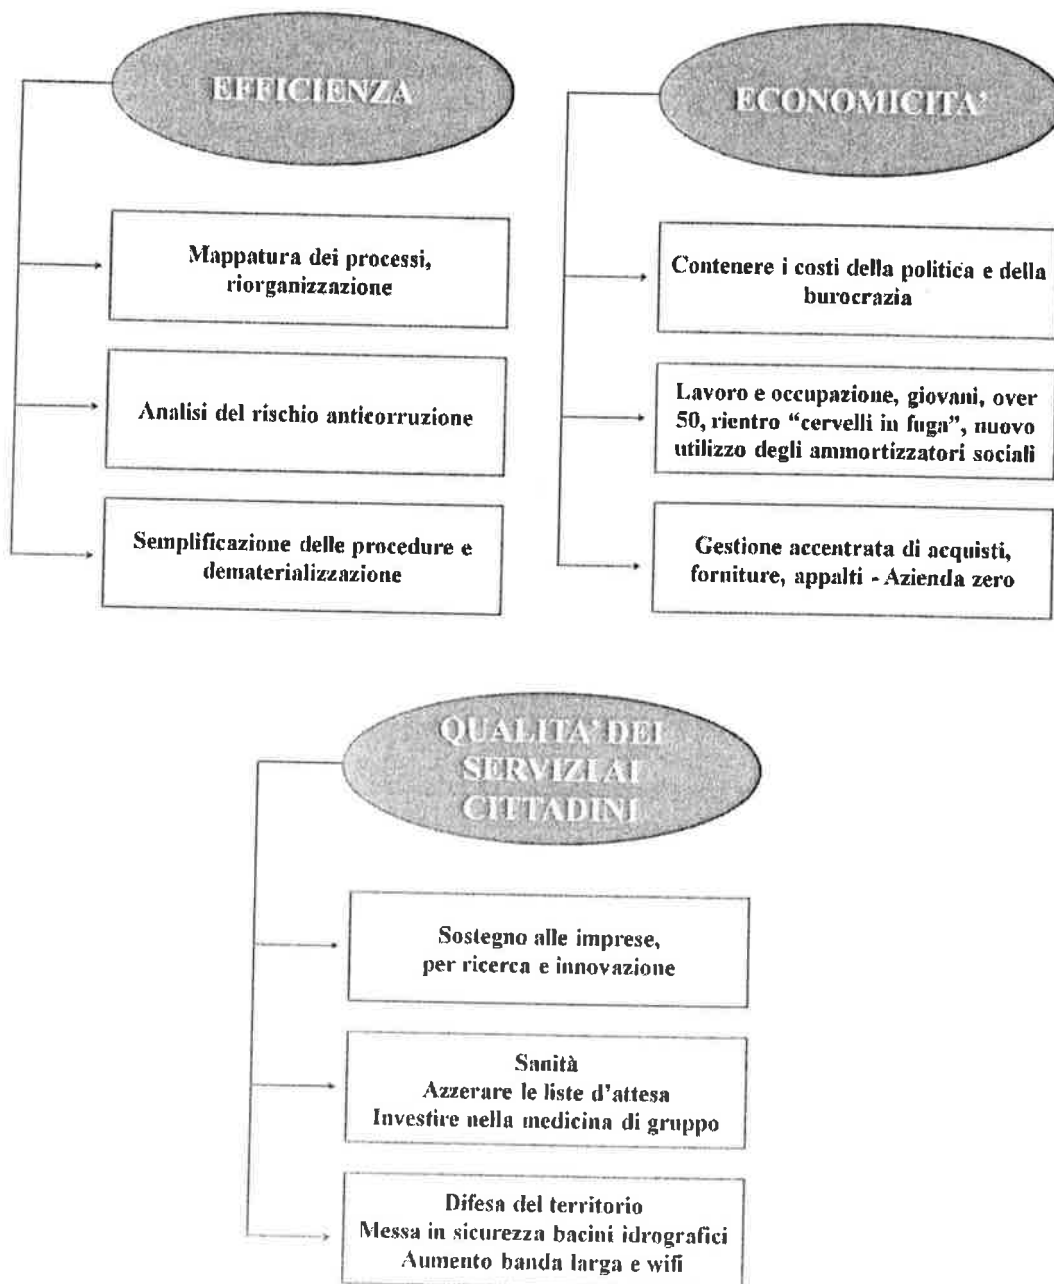 EFFICIENZA
Mappatura dei processi,
riorganizzazione
Analisi del rischio anticorruzione
Semplificazione delle procedure e
dematerializzazione
ECONOMICITA'
Contenere i costi della politica e della
burocrazia
Lavoro e occupazione, giovani, over
50, rientro “cervelli in fuga”, nuovo
utilizzo degli ammortizzatori sociali
Gestione accentrata di acquisti,
forniture, appalti - Azienda zero
QUALITA' DEI
SERVIZI AI
CITTADINI
Sostegno alle imprese,
per ricerca e innovazione
Sanità
Azzerare le liste d'attesa
Investire nella medicina di gruppo
Difesa del territorio
Messa in sicurezza bacini idrografici
Aumento banda larga e wifi